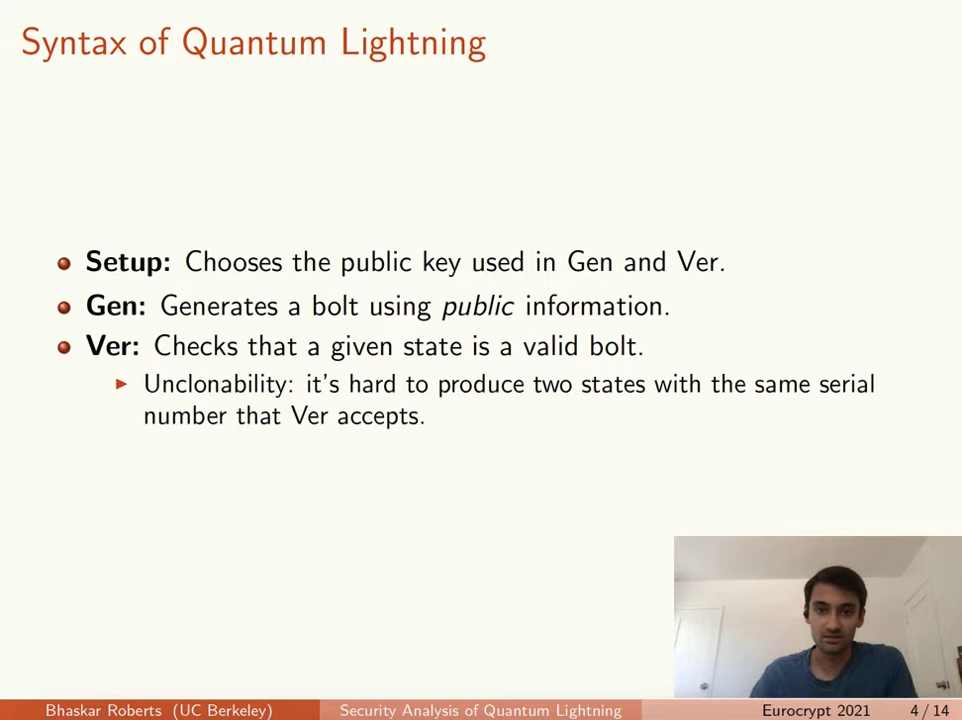 Syntax of Quantum Lightning
Setup: Chooses the public key used in Gen and Ver.
Gen: Generates a bolt using public information.
Ver: Checks that a given state is a valid bolt.
Unclonability: it's hard to produce two states with the same serial
number that Ver accepts.
Bhaskar Roberts (UC Berkeley) Security Analysis of Quantum Lightning Eurocrypt 2021 4 / 14